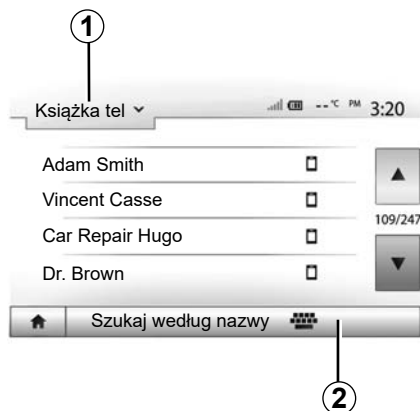 1
Książka tel
--°C PM 3:20
Adam Smith
Vincent Casse
109/247
Car Repair Hugo
Dr. Brown
Szukaj według nazwy
2